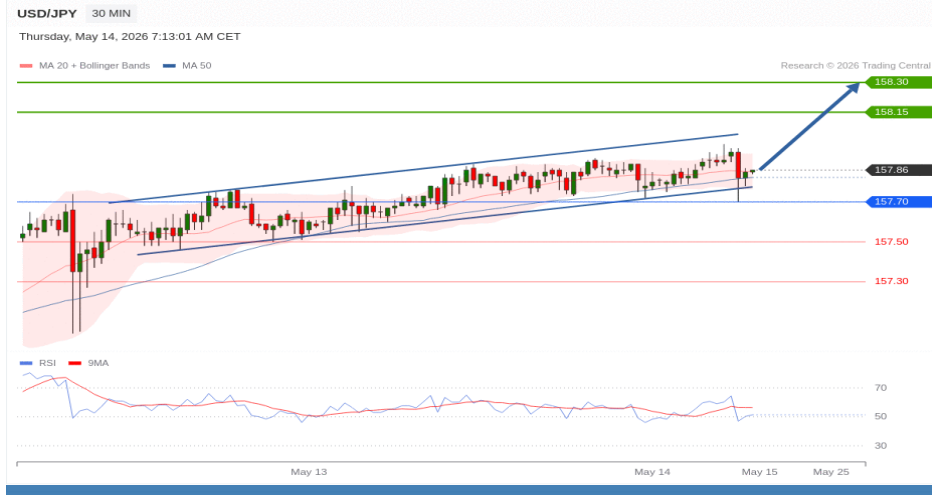 USD/JPY 30 MIN
Thursday, May 14, 2026 7:13:01 AM CET
MA 20 + Bollinger Bands MA 50 Research © 2026 Trading Central
158.30
158.15
157.86
157.70
157.50
157.30
RSI 9MA
70
50
30
May 13 May 14 May 15 May 25